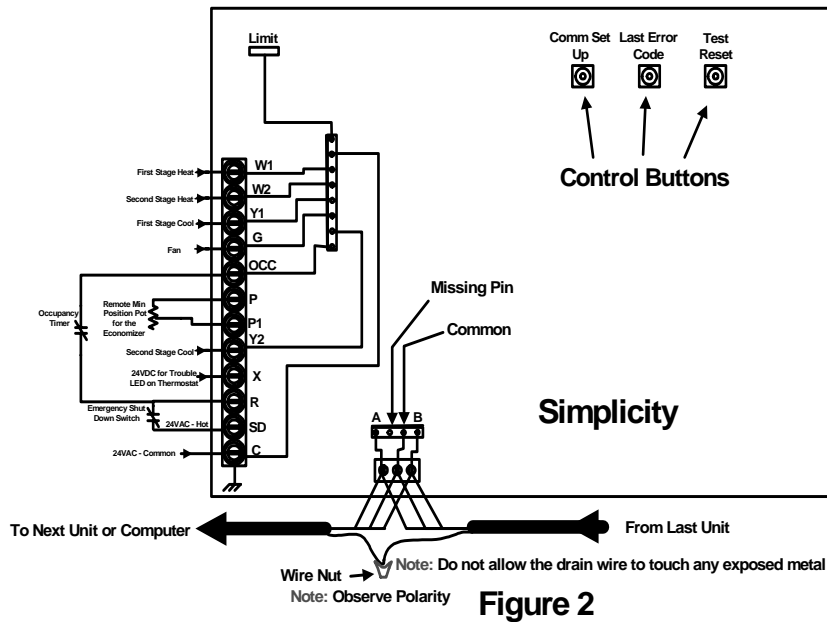 Limit
Comm Set
Up
Last Error
Code
Test
Reset
Control Buttons
First Stage Heat
W1
Second Stage Heat
W2
First Stage Cool
Y1
Fan
G
OCC
Occupancy
Timer
Remote Min
Position Pot
for the
Economizer
P
P1
Second Stage Cool
Y2
24VDC for Trouble
LED on Thermostat
X
R
Emergency Shut
Down Switch
24VAC - Hot
SD
24VAC - Common
C
Missing Pin
Common
A
B
Simplicity
To Next Unit or Computer
From Last Unit
Wire Nut
Note: Do not allow the drain wire to touch any exposed metal
Note: Observe Polarity
Figure 2